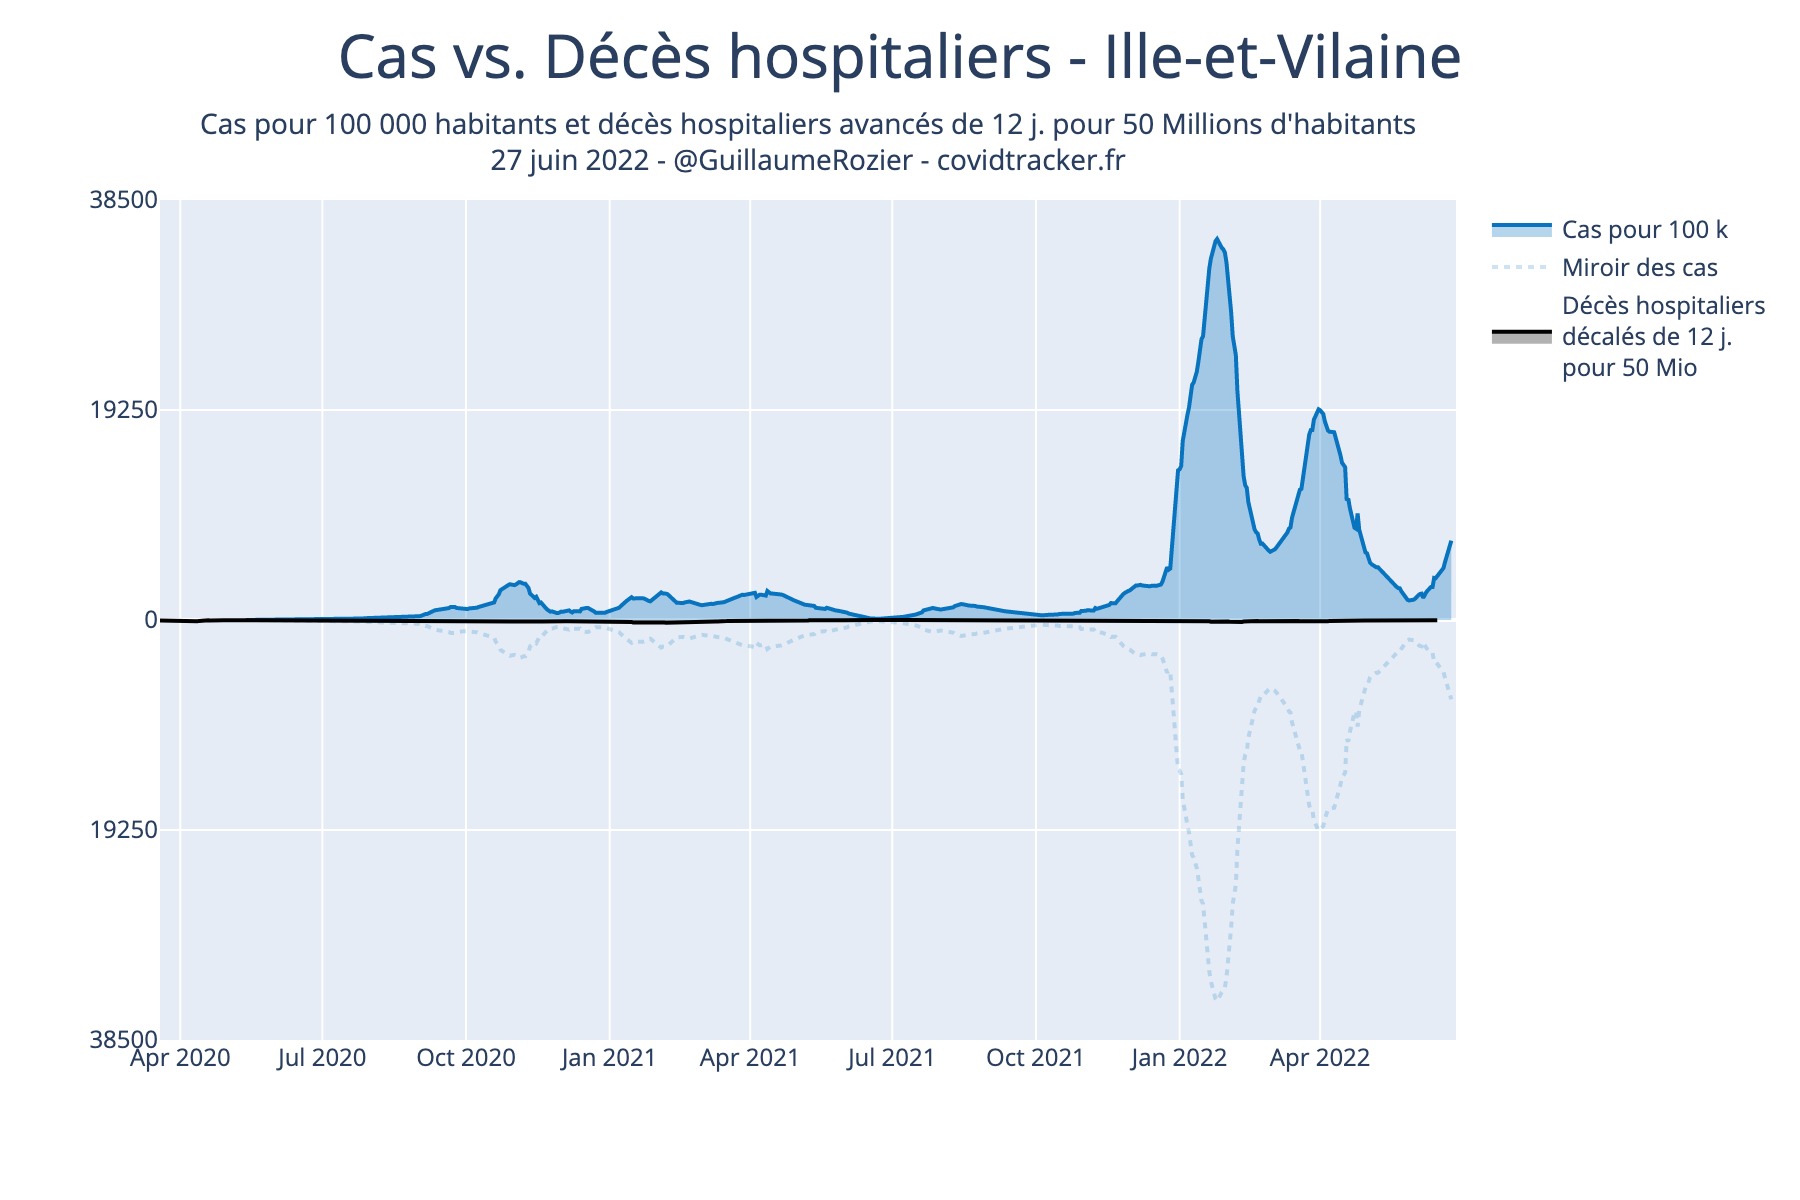 Cas vs. Décès hospitaliers - Ille-et-Vilaine
Cas pour 100 000 habitants et décès hospitaliers avancés de 12 j. pour 50 Millions d'habitants
27 juin 2022 - @GuillaumeRozier - covidtracker.fr
38500
19250
0
19250
38500
Apr 2020
Jul 2020
Oct 2020
Jan 2021
Apr 2021
Jul 2021
Oct 2021
Jan 2022
Apr 2022
Cas pour 100 k
Miroir des cas
Décès hospitaliers
décalés de 12 j.
pour 50 Mio